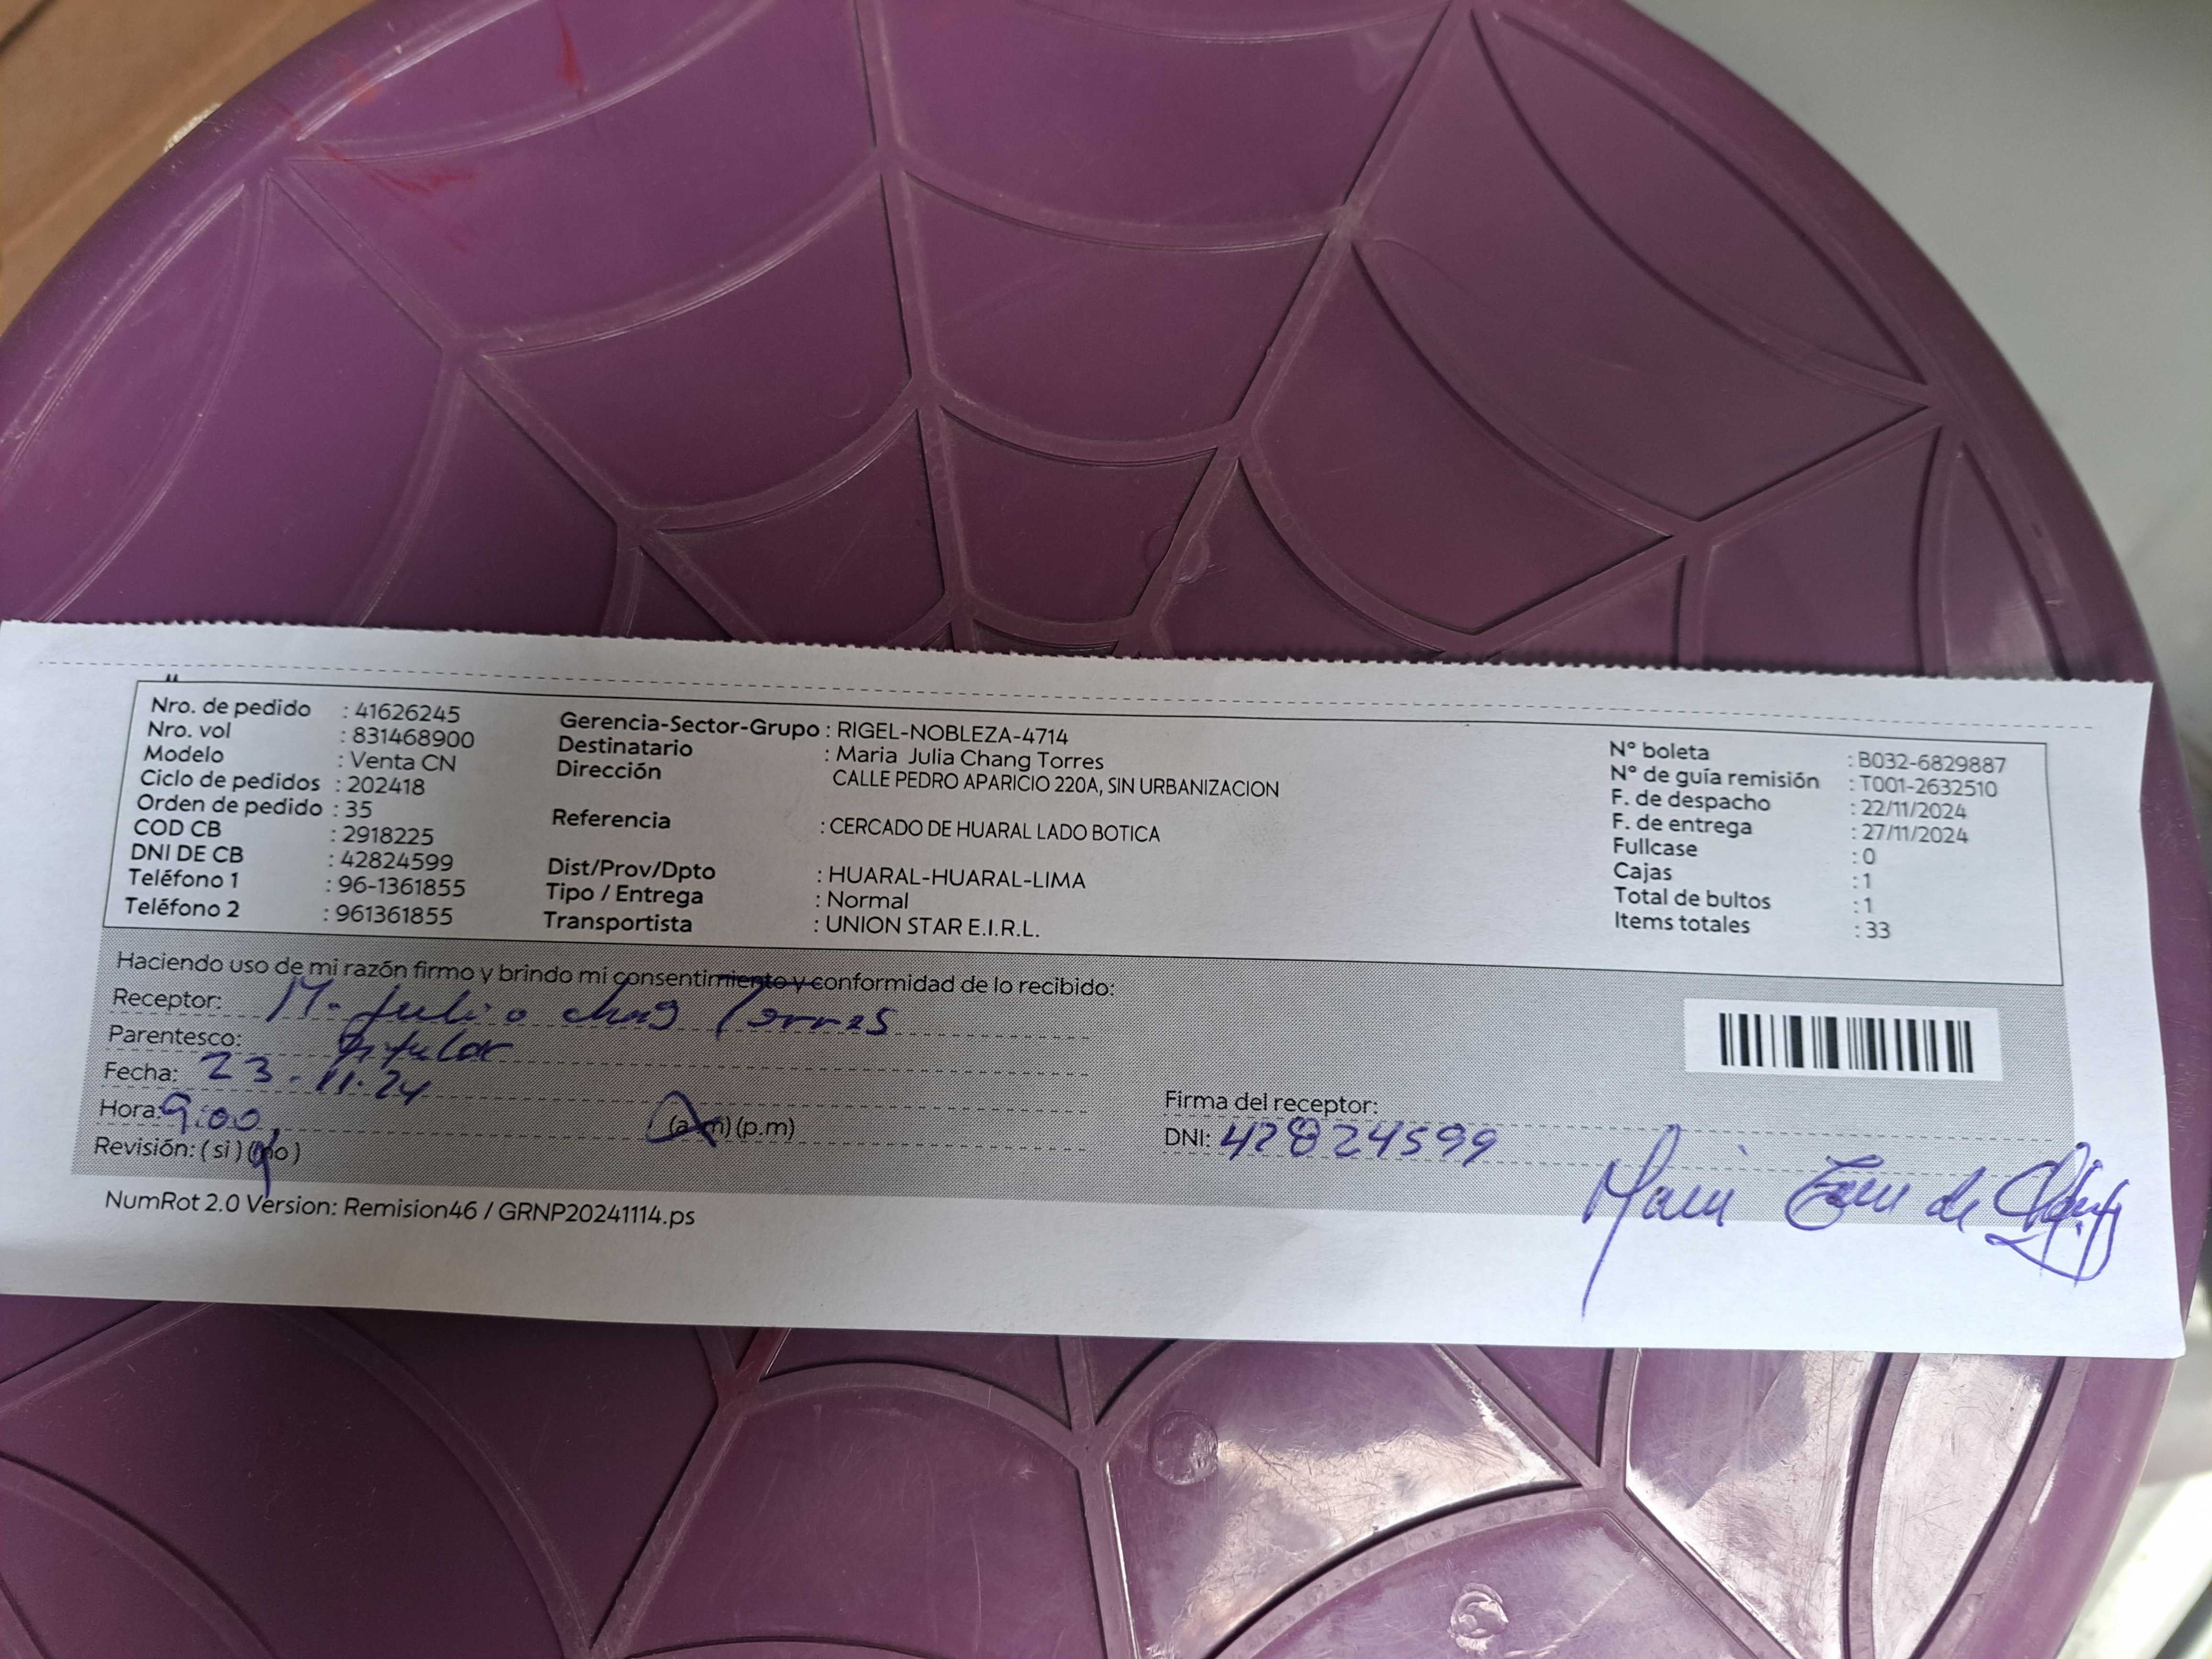 Nro. de pedido : 41626245
Nro. vol : 831468900
Modelo : Venta CN
Ciclo de pedidos : 202418
Orden de pedido : 35
COD CB : 2918225
DNI DE CB : 42824599
Teléfono 1 : 96-1361855
Teléfono 2 : 961361855
Gerencia-Sector-Grupo : RIGEL-NOBLEZA-4714
Destinatario : Maria Julia Chang Torres
Dirección CALLE PEDRO APARICIO 220A, SIN URBANIZACION
Referencia : CERCADO DE HUARAL LADO BOTICA
Dist/Prov/Dpto : HUARAL-HUARAL-LIMA
Tipo / Entrega : Normal
Transportista : UNION STAR E.I.R.L.
N° boleta : B032-6829887
N° de guía remisión : T001-2632510
F. de despacho : 22/11/2024
F. de entrega : 27/11/2024
Fullcase : 0
Cajas : 1
Total de bultos : 1
Items totales : 33
Haciendo uso de mi razón firmo y brindo mi consentimiento y conformidad de lo recibido:
Receptor: M. Julia Chang Torres
Parentesco: titular
Fecha: 23.11.24
Hora: 9:00 (a.m) (p.m)
Revisión: ( si ) (no )
Firma del receptor:
DNI: 42824599
NumRot 2.0 Version: Remision46 / GRNP20241114.ps